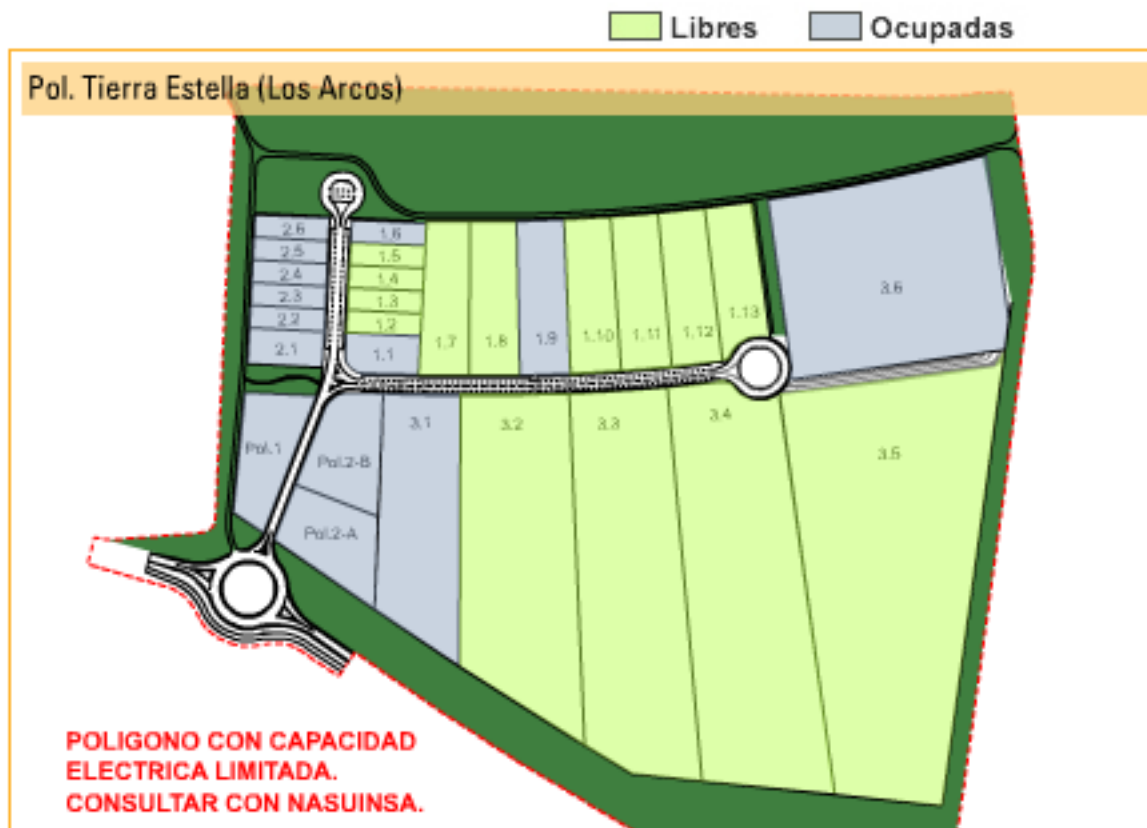 Libres
Ocupadas
Pol. Tierra Estella (Los Arcos)
2.6
2.5
2.4
2.3
2.2
2.1
1.6
1.5
1.4
1.3
1.2
1.1
1.7
1.8
1.9
1.10
1.11
1.12
1.13
3.6
Pol.1
Pol.2-B
Pol.2-A
3.1
3.2
3.3
3.4
3.5
POLIGONO CON CAPACIDAD
ELECTRICA LIMITADA.
CONSULTAR CON NASUINSA.